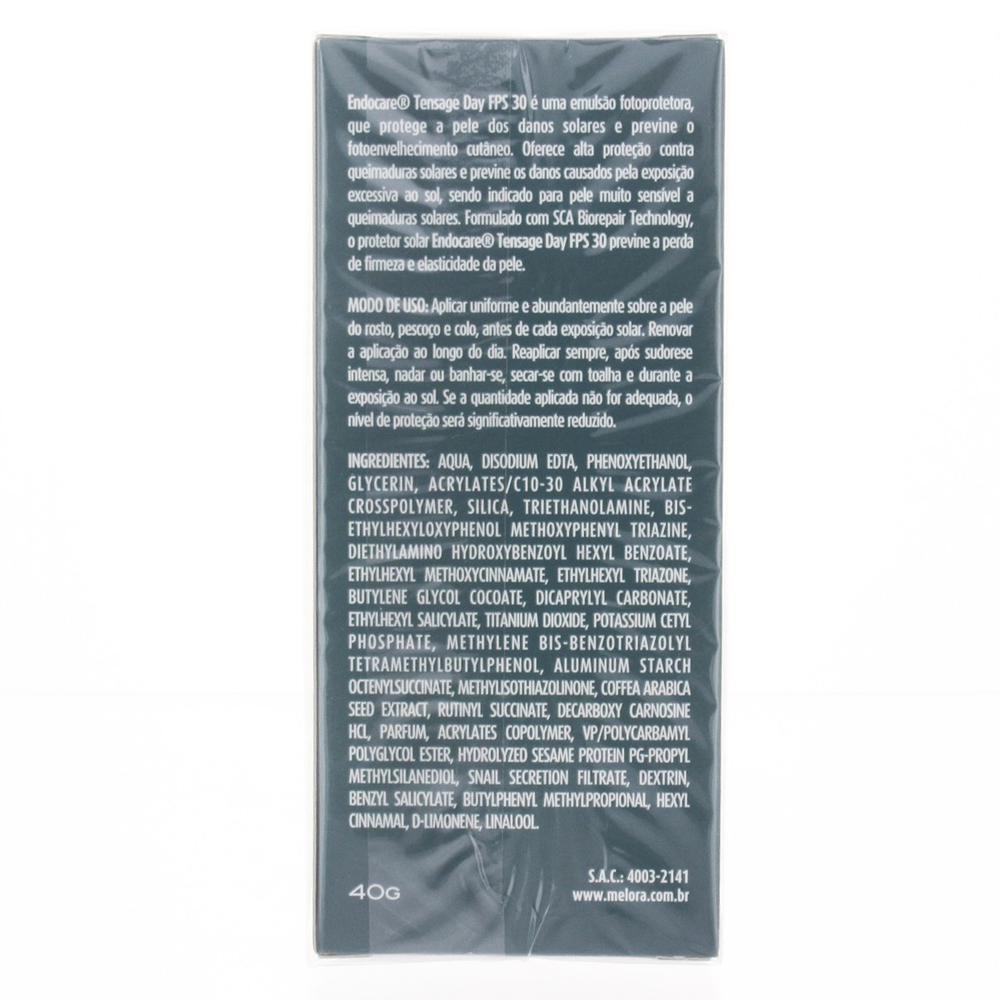 Endocare® Tensage Day FPS 30 é uma emulsão fotoprotetora,
que protege a pele dos danos solares e previne o
fotoenvelhecimento cutâneo. Oferece alta proteção contra
queimaduras solares e previne os danos causados pela exposição
excessiva ao sol, sendo indicado para pele muito sensível a
queimaduras solares. Formulado com SCA Biorepair Technology,
o protetor solar Endocare® Tensage Day FPS 30 previne a perda
de firmeza e elasticidade da pele.
MODO DE USO: Aplicar uniforme e abundantemente sobre a pele
do rosto, pescoço e colo, antes de cada exposição solar. Renovar
a aplicação ao longo do dia. Reaplicar sempre, após sudorese
intensa, nadar ou banhar-se, secar-se com toalha e durante a
exposição ao sol. Se a quantidade aplicada não for adequada, o
nível de proteção será significativamente reduzido.
INGREDIENTES: AQUA, DISODIUM EDTA, PHENOXYETHANOL,
GLYCERIN, ACRYLATES/C10-30 ALKYL ACRYLATE
CROSSPOLYMER, SILICA, TRIETHANOLAMINE, BIS-
ETHYLHEXYLOXYPHENOL METHOXYPHENYL TRIAZINE,
DIETHYLAMINO HYDROXYBENZOYL HEXYL BENZOATE,
ETHYLHEXYL METHOXYCINNAMATE, ETHYLHEXYL TRIAZONE,
BUTYLENE GLYCOL COCOATE, DICAPRYLYL CARBONATE,
ETHYLHEXYL SALICYLATE, TITANIUM DIOXIDE, POTASSIUM CETYL
PHOSPHATE, METHYLENE BIS-BENZOTRIAZOLYL
TETRAMETHYLBUTYLPHENOL, ALUMINUM STARCH
OCTENYLSUCCINATE, METHYLISOTHIAZOLINONE, COFFEA ARABICA
SEED EXTRACT, RUTINYL SUCCINATE, DECARBOXY CARNOSINE
HCL, PARFUM, ACRYLATES COPOLYMER, VP/POLYCARBAMYL
POLYGLYCOL ESTER, HYDROLYZED SESAME PROTEIN PG-PROPYL
METHYLSILANEDIOL, SNAIL SECRETION FILTRATE, DEXTRIN,
BENZYL SALICYLATE, BUTYLPHENYL METHYLPROPIONAL, HEXYL
CINNAMAL, D-LIMONENE, LINALOOL.
S.A.C.: 4003-2141
40G www.melora.com.br